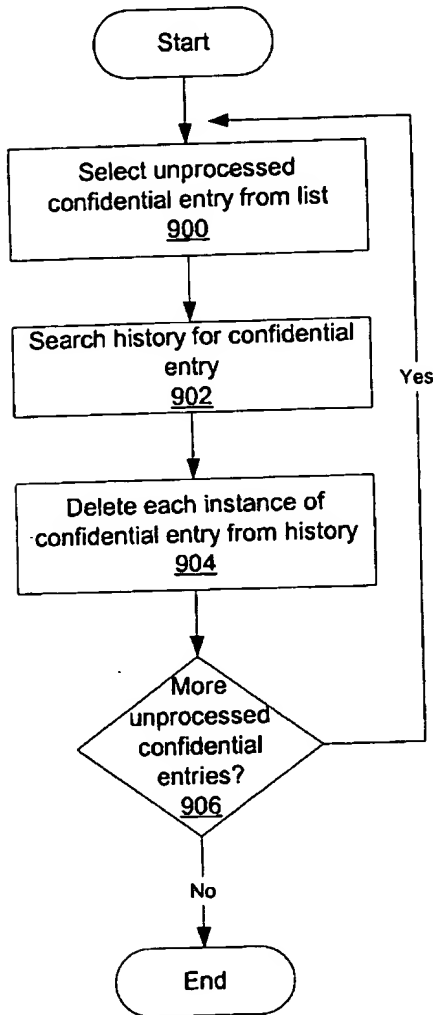 Start
Select unprocessed
confidential entry from list
900
Search history for confidential
entry
902
Yes
Delete each instance of
confidential entry from history
904
More
unprocessed
confidential
entries?
906
No
End